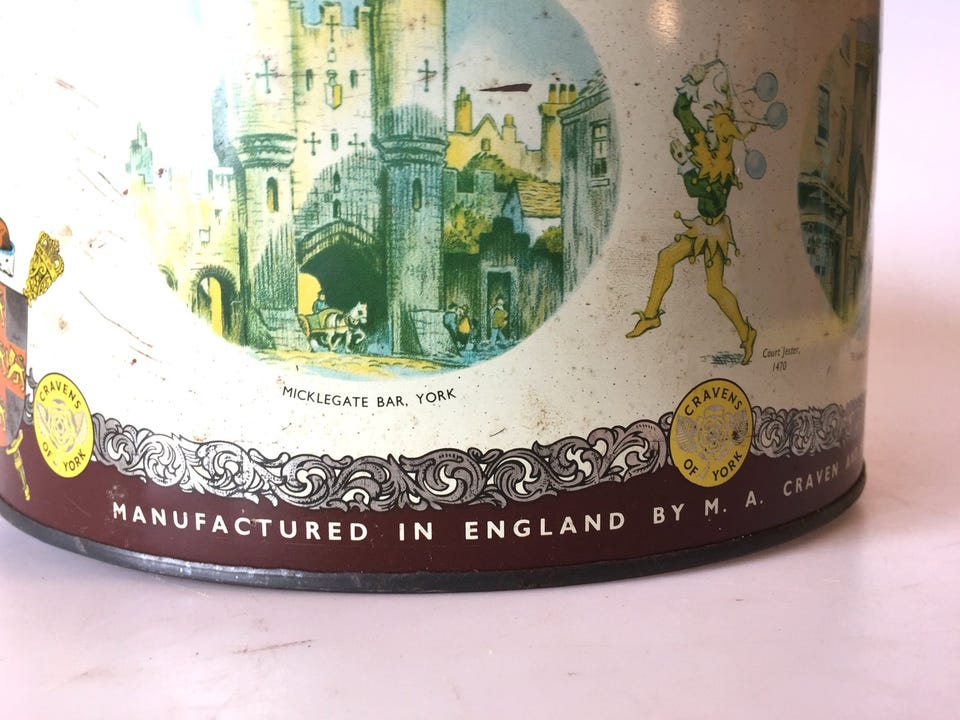 MICKLEGATE BAR, YORK
Court Jester,
1470
CRAVENS
OF YORK
CRAVENS
OF YORK
MANUFACTURED IN ENGLAND BY M. A. CRAVEN